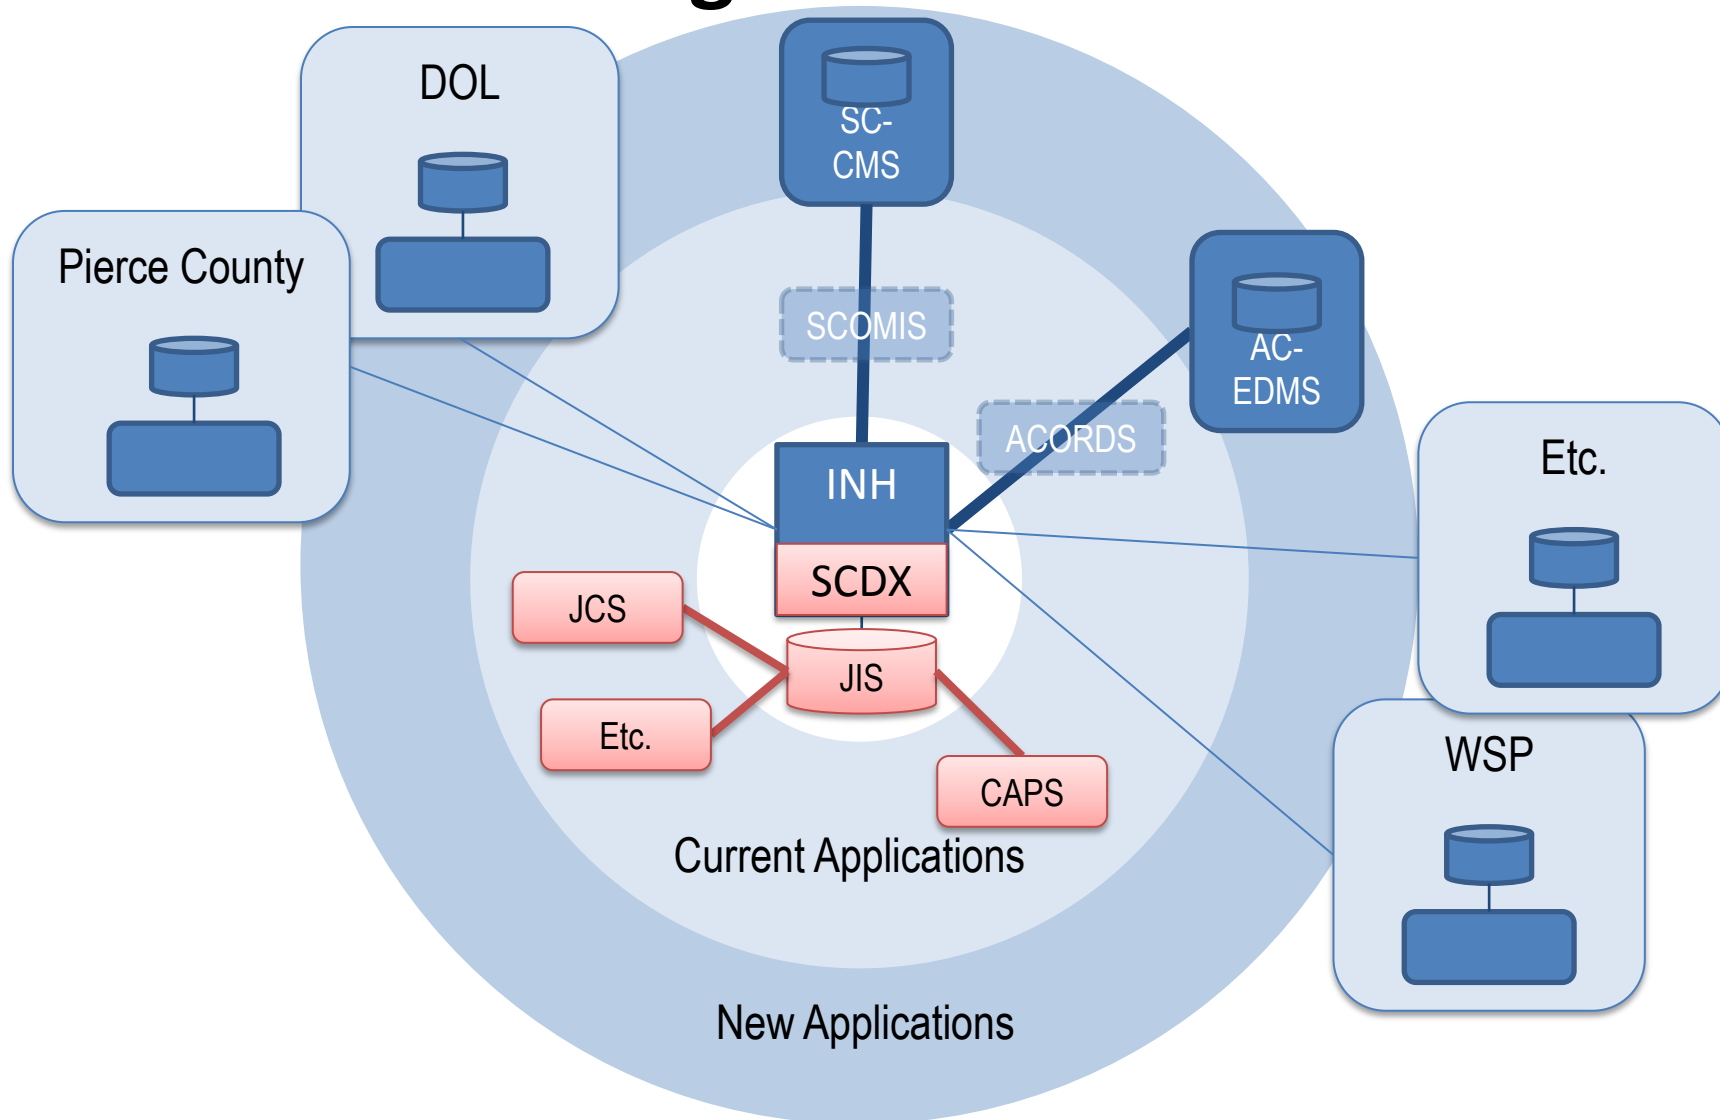 DOL
SC-
CMS
Pierce County
SCOMIS
AC-
EDMS
ACORDS
Etc.
INH
SCDX
JCS
JIS
Etc.
WSP
CAPS
Current Applications
New Applications